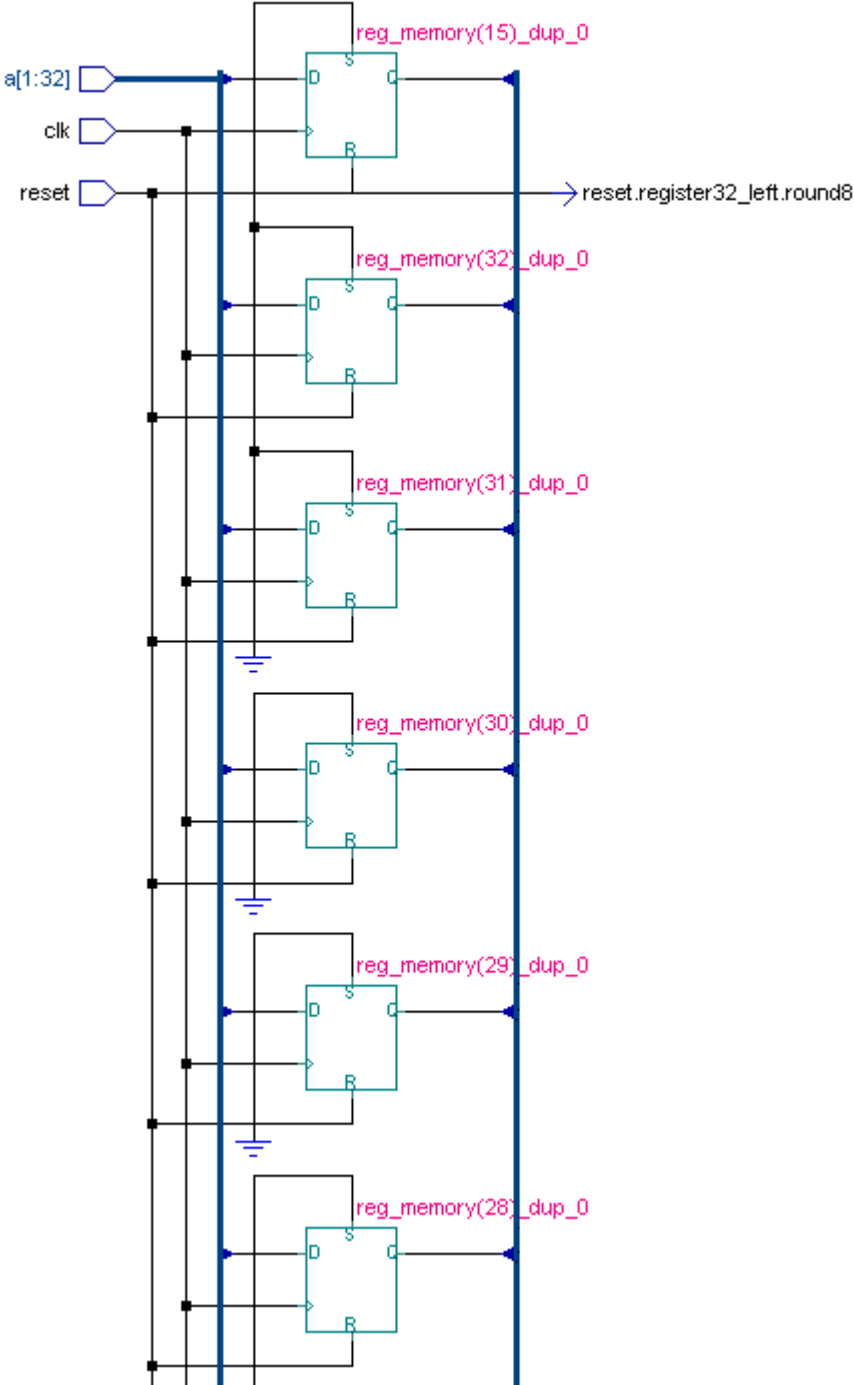 reg_memory(15)_dup_0
S
a[1:32]
D
Q
clk
R
reset
reset.register32_left.round8
reg_memory(32)_dup_0
S
D
Q
R
reg_memory(31)_dup_0
S
D
Q
R
reg_memory(30)_dup_0
S
D
Q
R
reg_memory(29)_dup_0
S
D
Q
R
reg_memory(28)_dup_0
S
D
Q
R